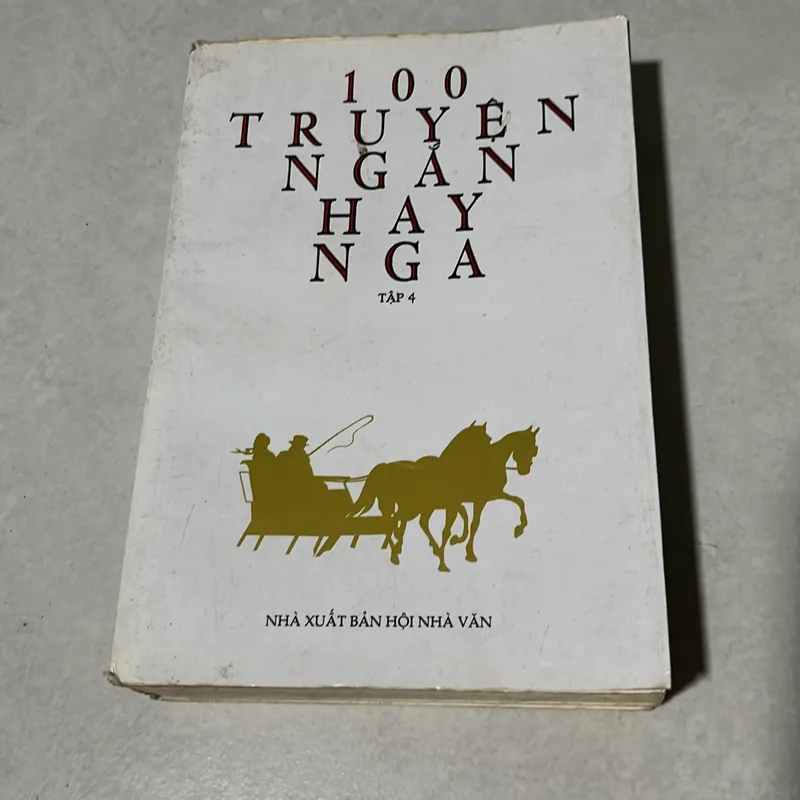 100
TRUYỆN
NGẮN
HAY
NGA
TẬP 4
NHÀ XUẤT BẢN HỘI NHÀ VĂN